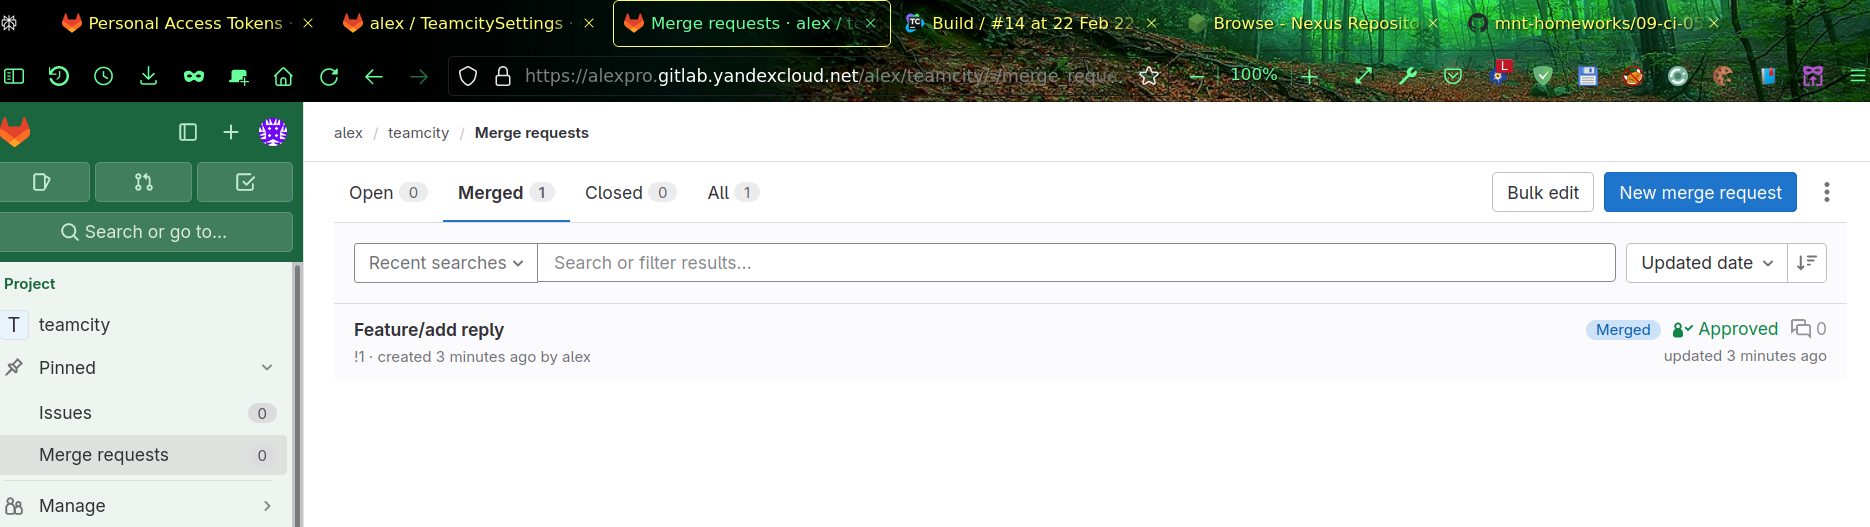 Personal Access Tokens ·
alex / TeamcitySettings ·
Merge requests · alex / te
Build / #14 at 22 Feb 22
Browse - Nexus Reposito
mnt-homeworks/09-ci-05
https://alexpro.gitlab.yandexcloud.net/alex/teamcity/-/merge_reque
100%
L
alex / teamcity / Merge requests
Open 0 Merged 1 Closed 0 All 1
Bulk edit New merge request
Search or go to...
Recent searches Search or filter results...
Updated date
Project
T teamcity
Feature/add reply
Merged Approved 0
!1 · created 3 minutes ago by alex
updated 3 minutes ago
Pinned
Issues 0
Merge requests 0
Manage